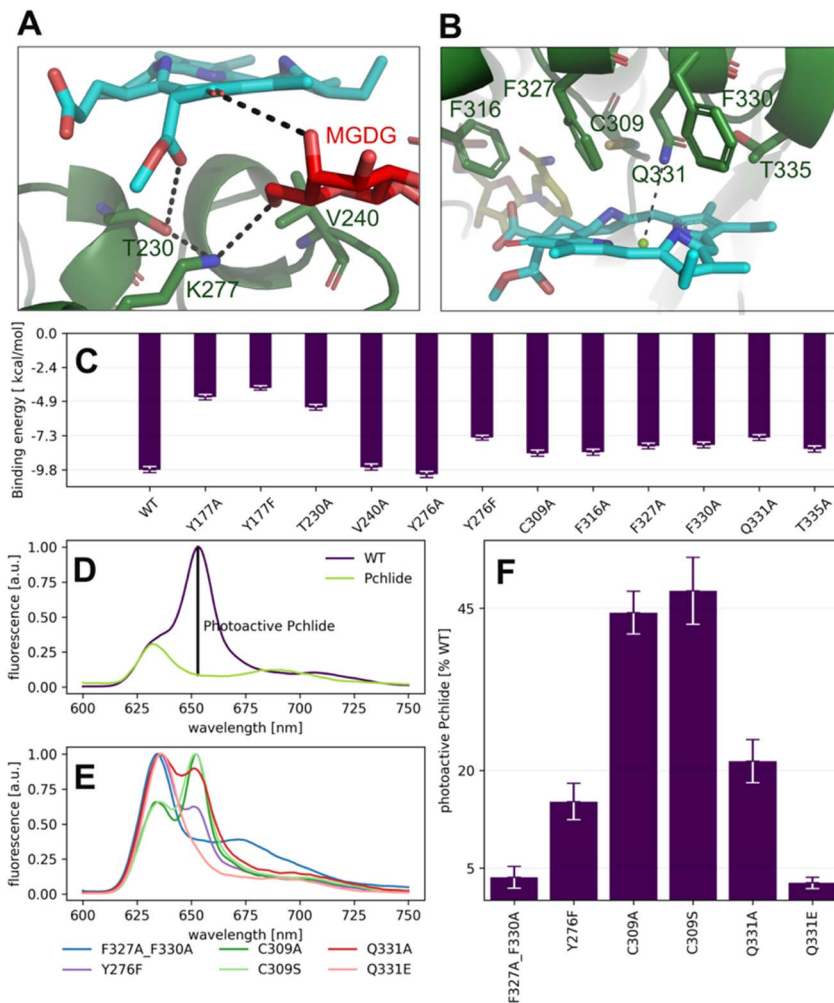 A
MGDG
T230
V240
K277
B
F316
F327
C309
F330
Q331
T335
C
Binding energy [ kcal/mol]
0.0
-2.4
-4.9
-7.3
-9.8
WT
Y177A
Y177F
T230A
V240A
Y276A
Y276F
C309A
F316A
F327A
F330A
Q331A
T335A
D
fluorescence [a.u.]
1.00
0.75
0.50
0.25
0.00
WT
Pchlide
Photoactive Pchlide
600 625 650 675 700 725 750
wavelength [nm]
E
fluorescence [a.u.]
1.00
0.75
0.50
0.25
0.00
600 625 650 675 700 725 750
wavelength [nm]
F327A_F330A C309A Q331A
Y276F C309S Q331E
F
photoactive Pchlide [% WT]
45
20
5
F327A_F330A
Y276F
C309A
C309S
Q331A
Q331E